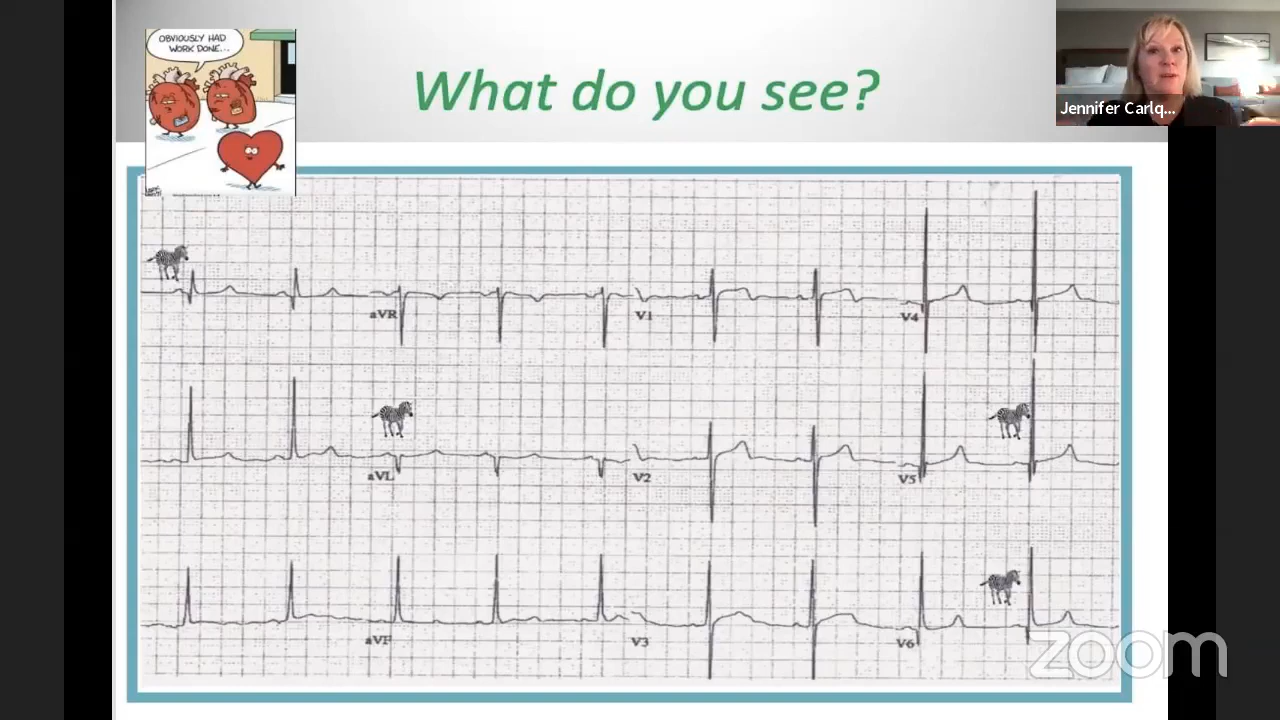 OBVIOUSLY HAD
WORK DONE...
What do you see?
Jennifer Carlq...
aVR
V1
V4
aVL
V2
V5
aVF
V3
V6
zoom